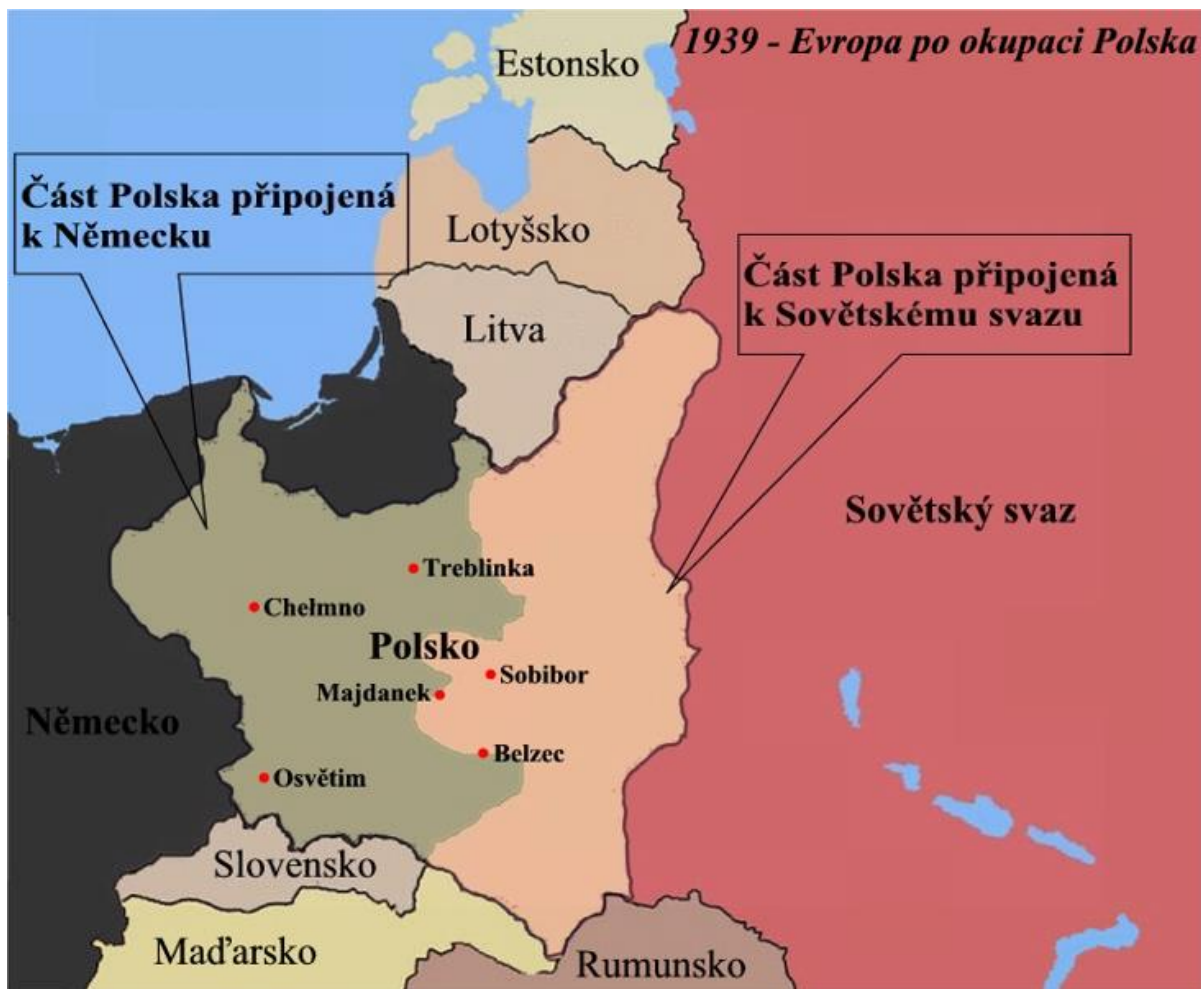 1939 - Evropa po okupaci Polska
Estonsko
Část Polska připojená
k Německu
Lotyšsko
Část Polska připojená
k Sovětskému svazu
Litva
Sovětský svaz
Treblinka
Chełmno
Polsko
Sobibor
Majdanek
Německo
Belzec
Osvětim
Slovensko
Maďarsko
Rumunsko